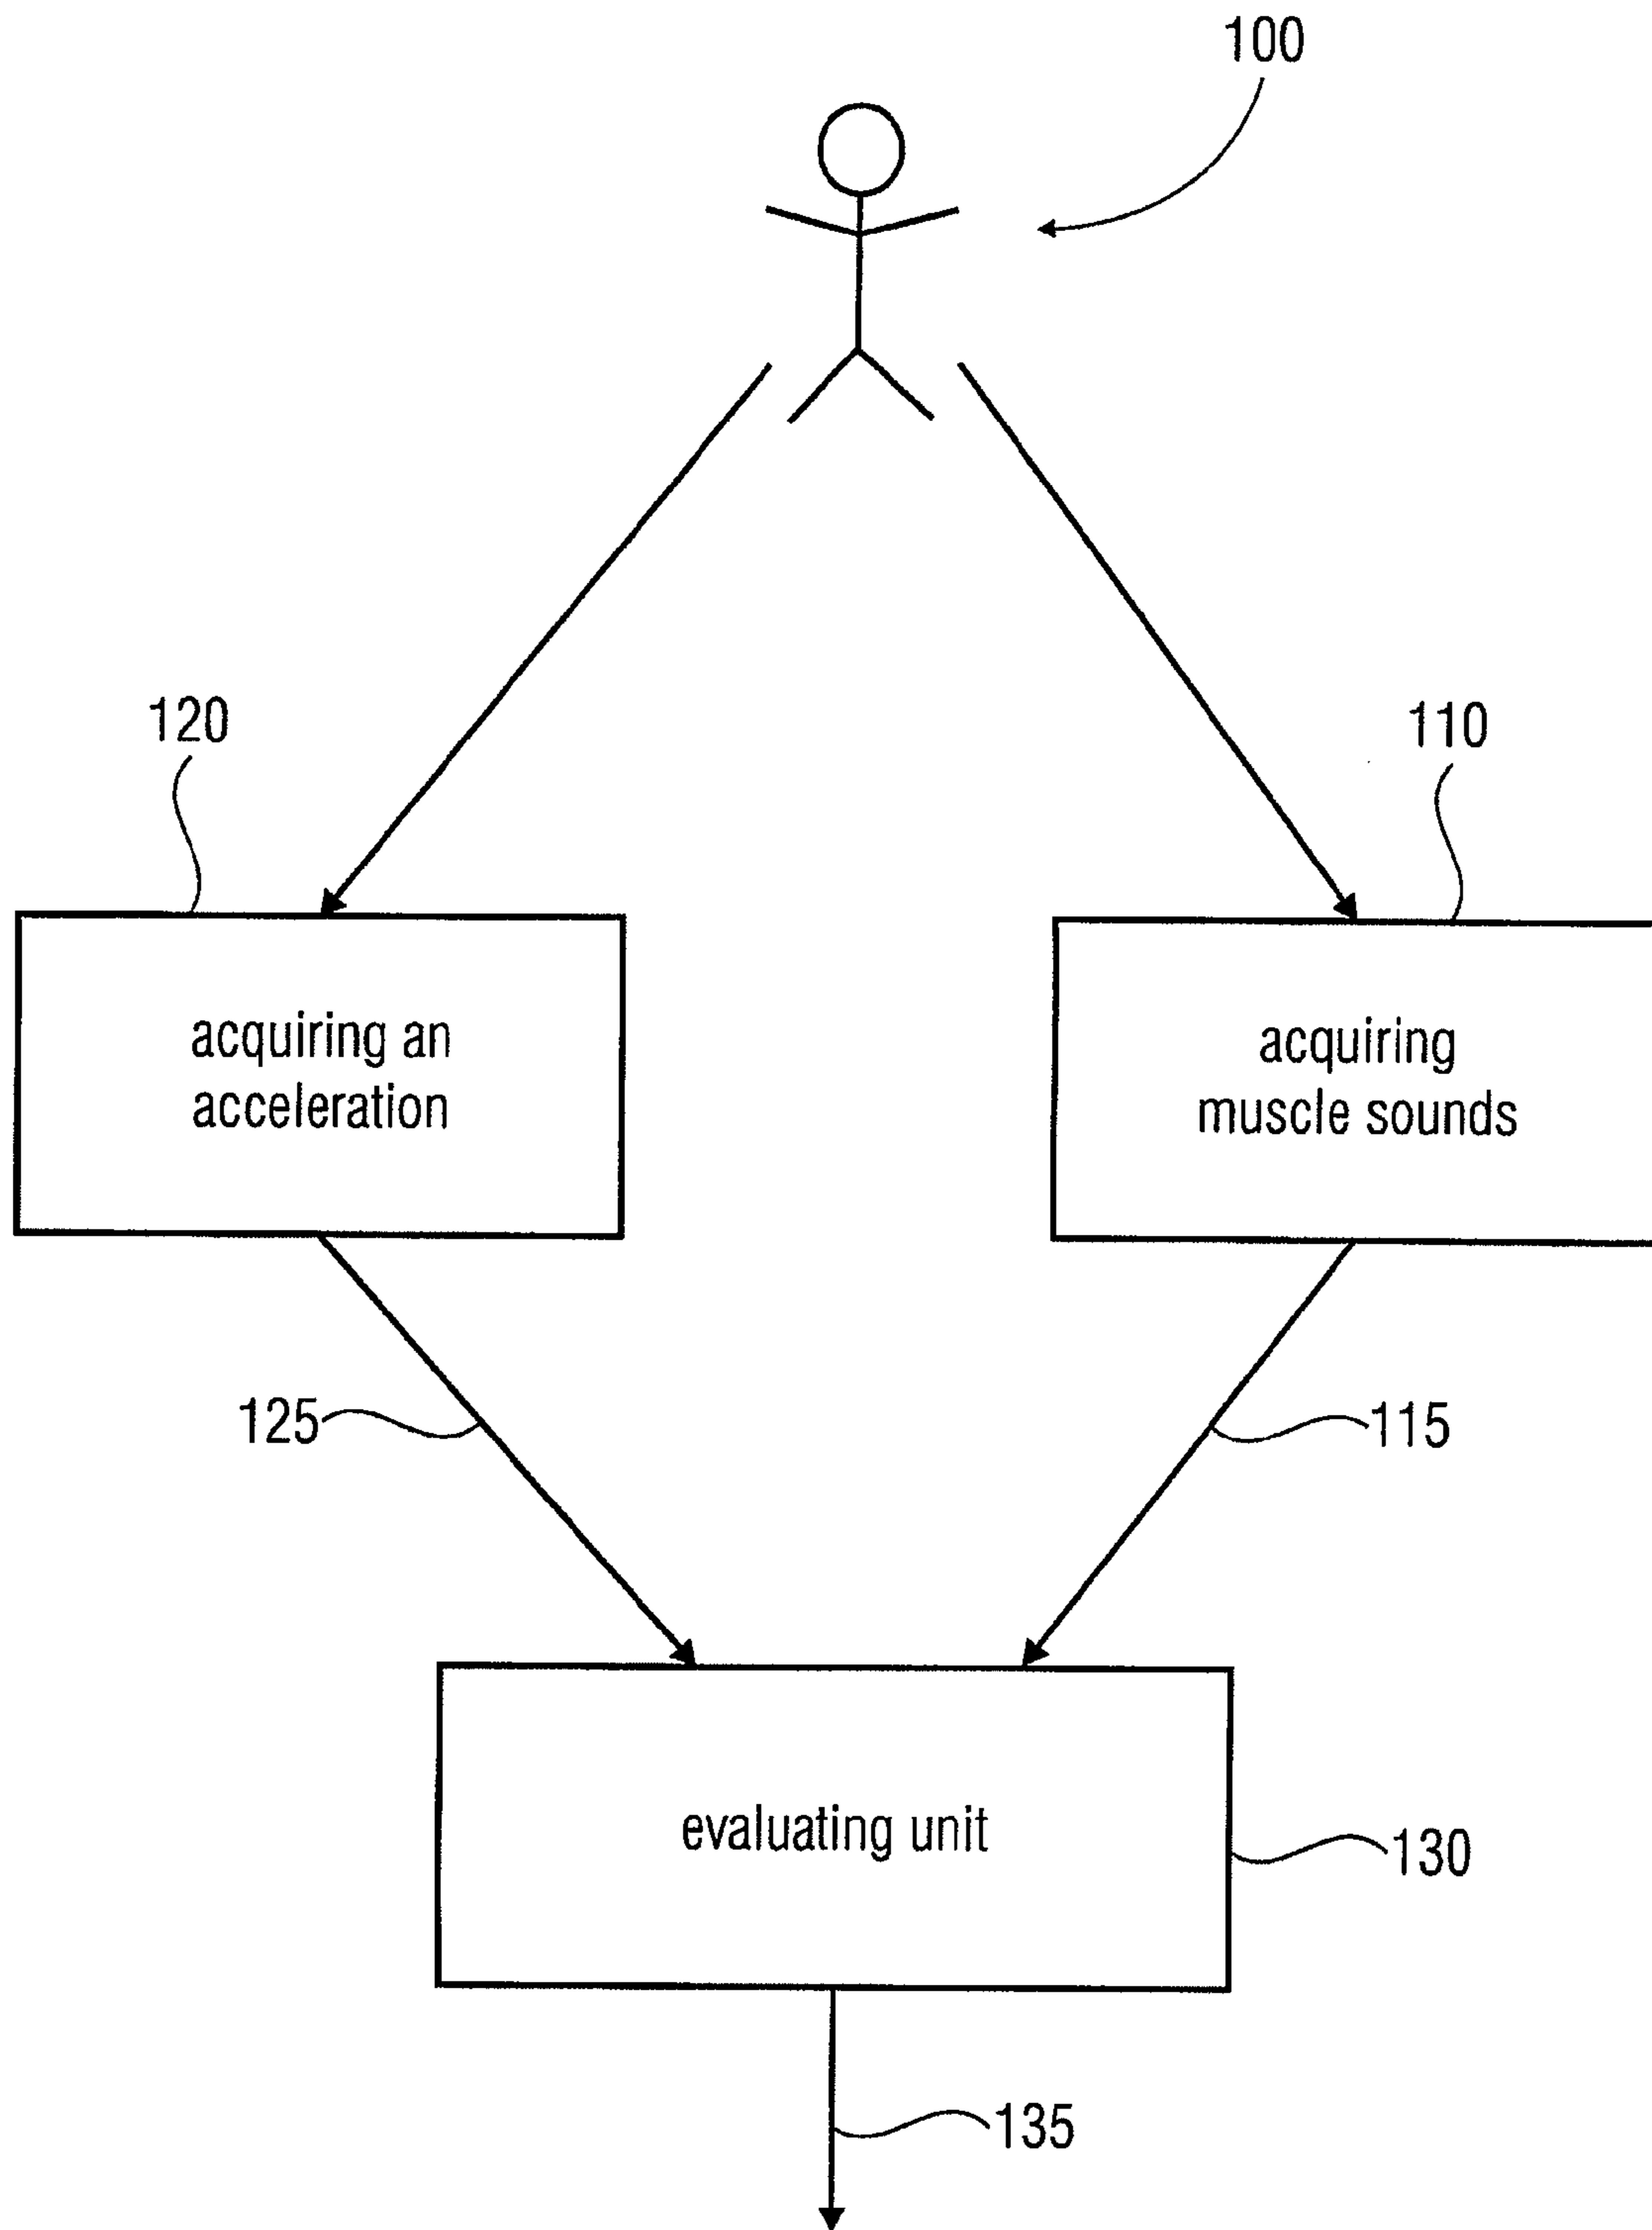 100
120
110
acquiring an
acceleration
acquiring
muscle sounds
125
115
evaluating unit
130
135